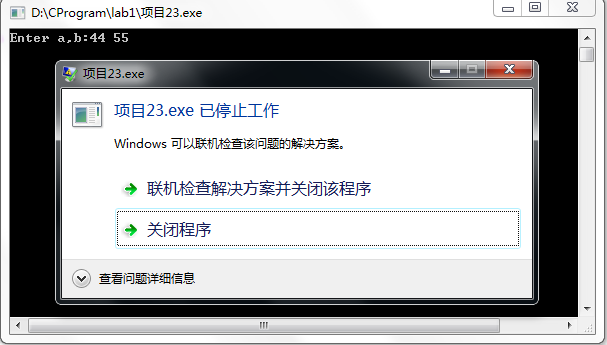 D:\CProgram\lab1\项目23.exe
Enter a,b:44 55
项目23.exe
项目23.exe 已停止工作
Windows 可以联机检查该问题的解决方案。
联机检查解决方案并关闭该程序
关闭程序
查看问题详细信息